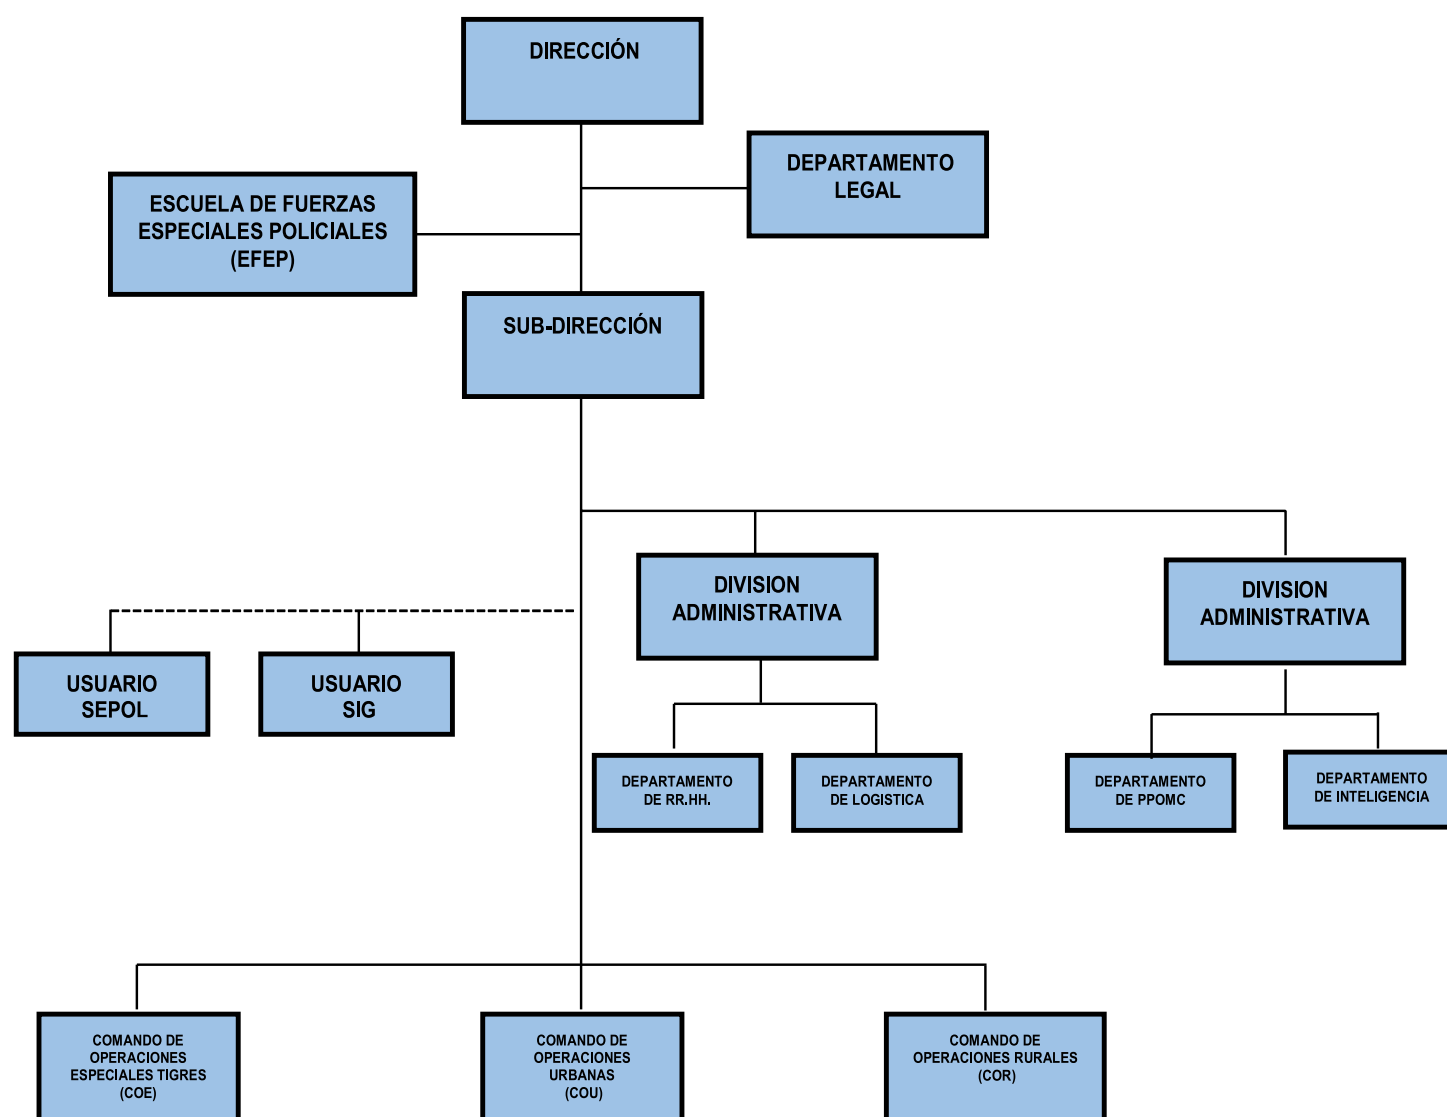 DIRECCIÓN
DEPARTAMENTO
LEGAL
ESCUELA DE FUERZAS
ESPECIALES POLICIALES
(EFEP)
SUB-DIRECCIÓN
DIVISION
ADMINISTRATIVA
DIVISION
ADMINISTRATIVA
USUARIO
SEPOL
USUARIO
SIG
DEPARTAMENTO
DE RR.HH.
DEPARTAMENTO
DE LOGISTICA
DEPARTAMENTO
DE PPOMC
DEPARTAMENTO
DE INTELIGENCIA
COMANDO DE
OPERACIONES
ESPECIALES TIGRES
(COE)
COMANDO DE
OPERACIONES
URBANAS
(COU)
COMANDO DE
OPERACIONES RURALES
(COR)